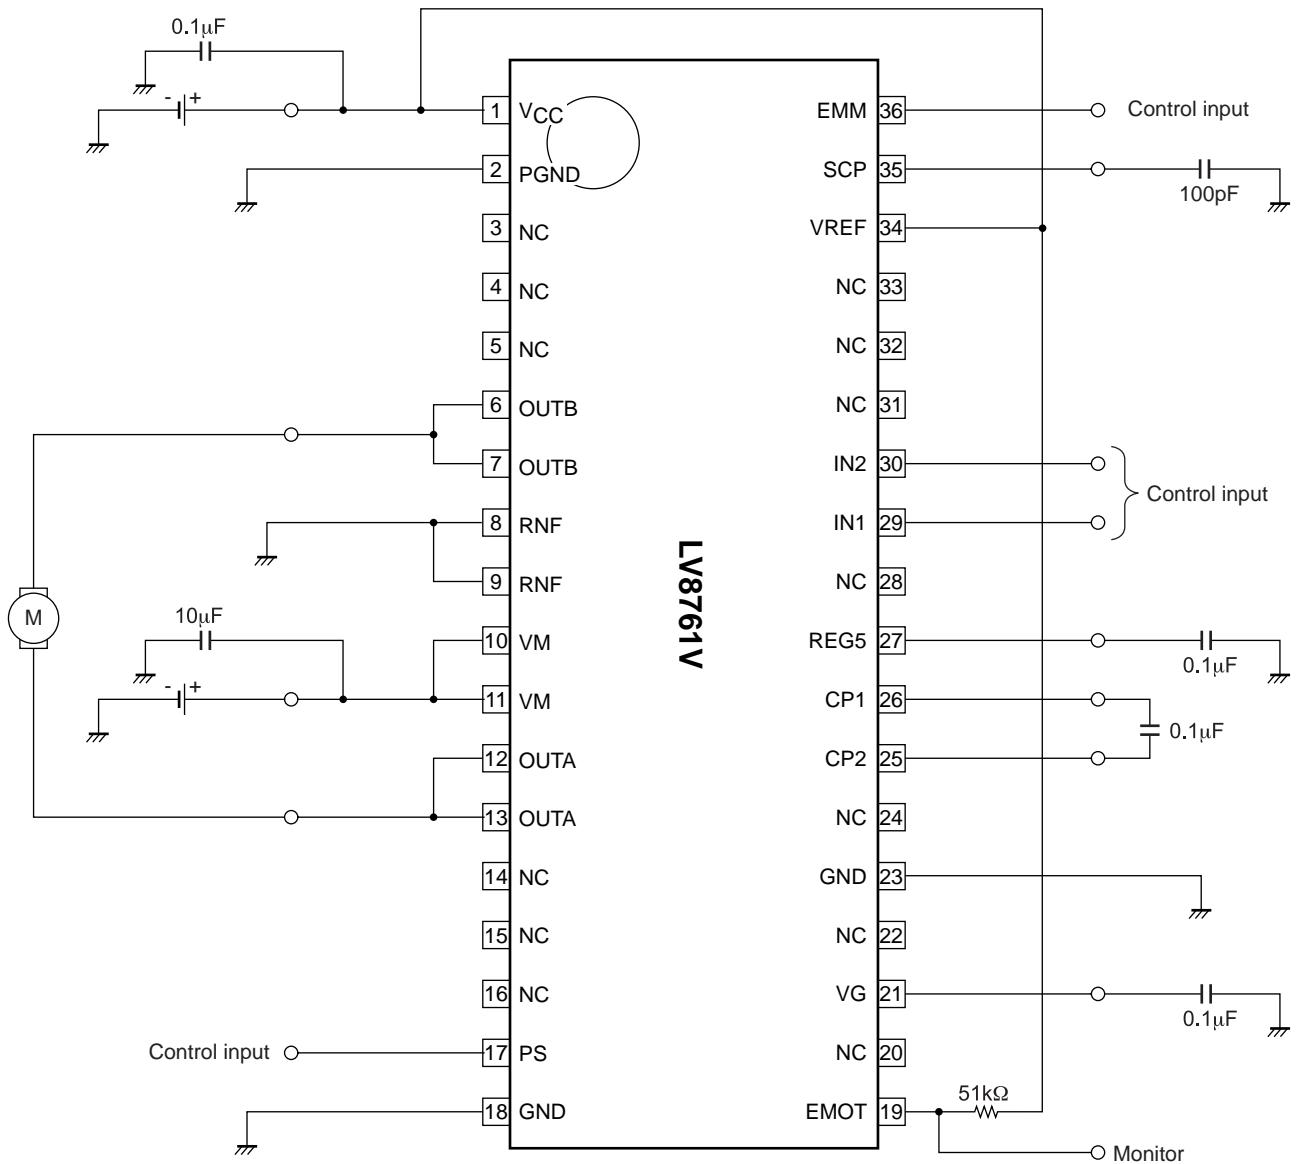 0.1µF
- +
1 VCC
2 PGND
3 NC
4 NC
5 NC
6 OUTB
7 OUTB
8 RNF
9 RNF
10µF
10 VM
- +
11 VM
12 OUTA
13 OUTA
14 NC
15 NC
16 NC
Control input
17 PS
18 GND
M
LV8761V
EMM 36
Control input
SCP 35
100pF
VREF 34
NC 33
NC 32
NC 31
IN2 30
Control input
IN1 29
NC 28
REG5 27
0.1µF
CP1 26
0.1µF
CP2 25
NC 24
GND 23
NC 22
VG 21
0.1µF
NC 20
51kΩ
EMOT 19
Monitor